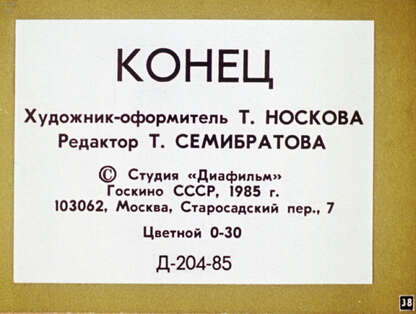 КОНЕЦ
Художник-оформитель Т. НОСКОВА
Редактор Т. СЕМИБРАТОВА
© Студия «Диафильм»
Госкино СССР, 1985 г.
103062, Москва, Старосадский пер., 7
Цветной 0-30
Д-204-85
38